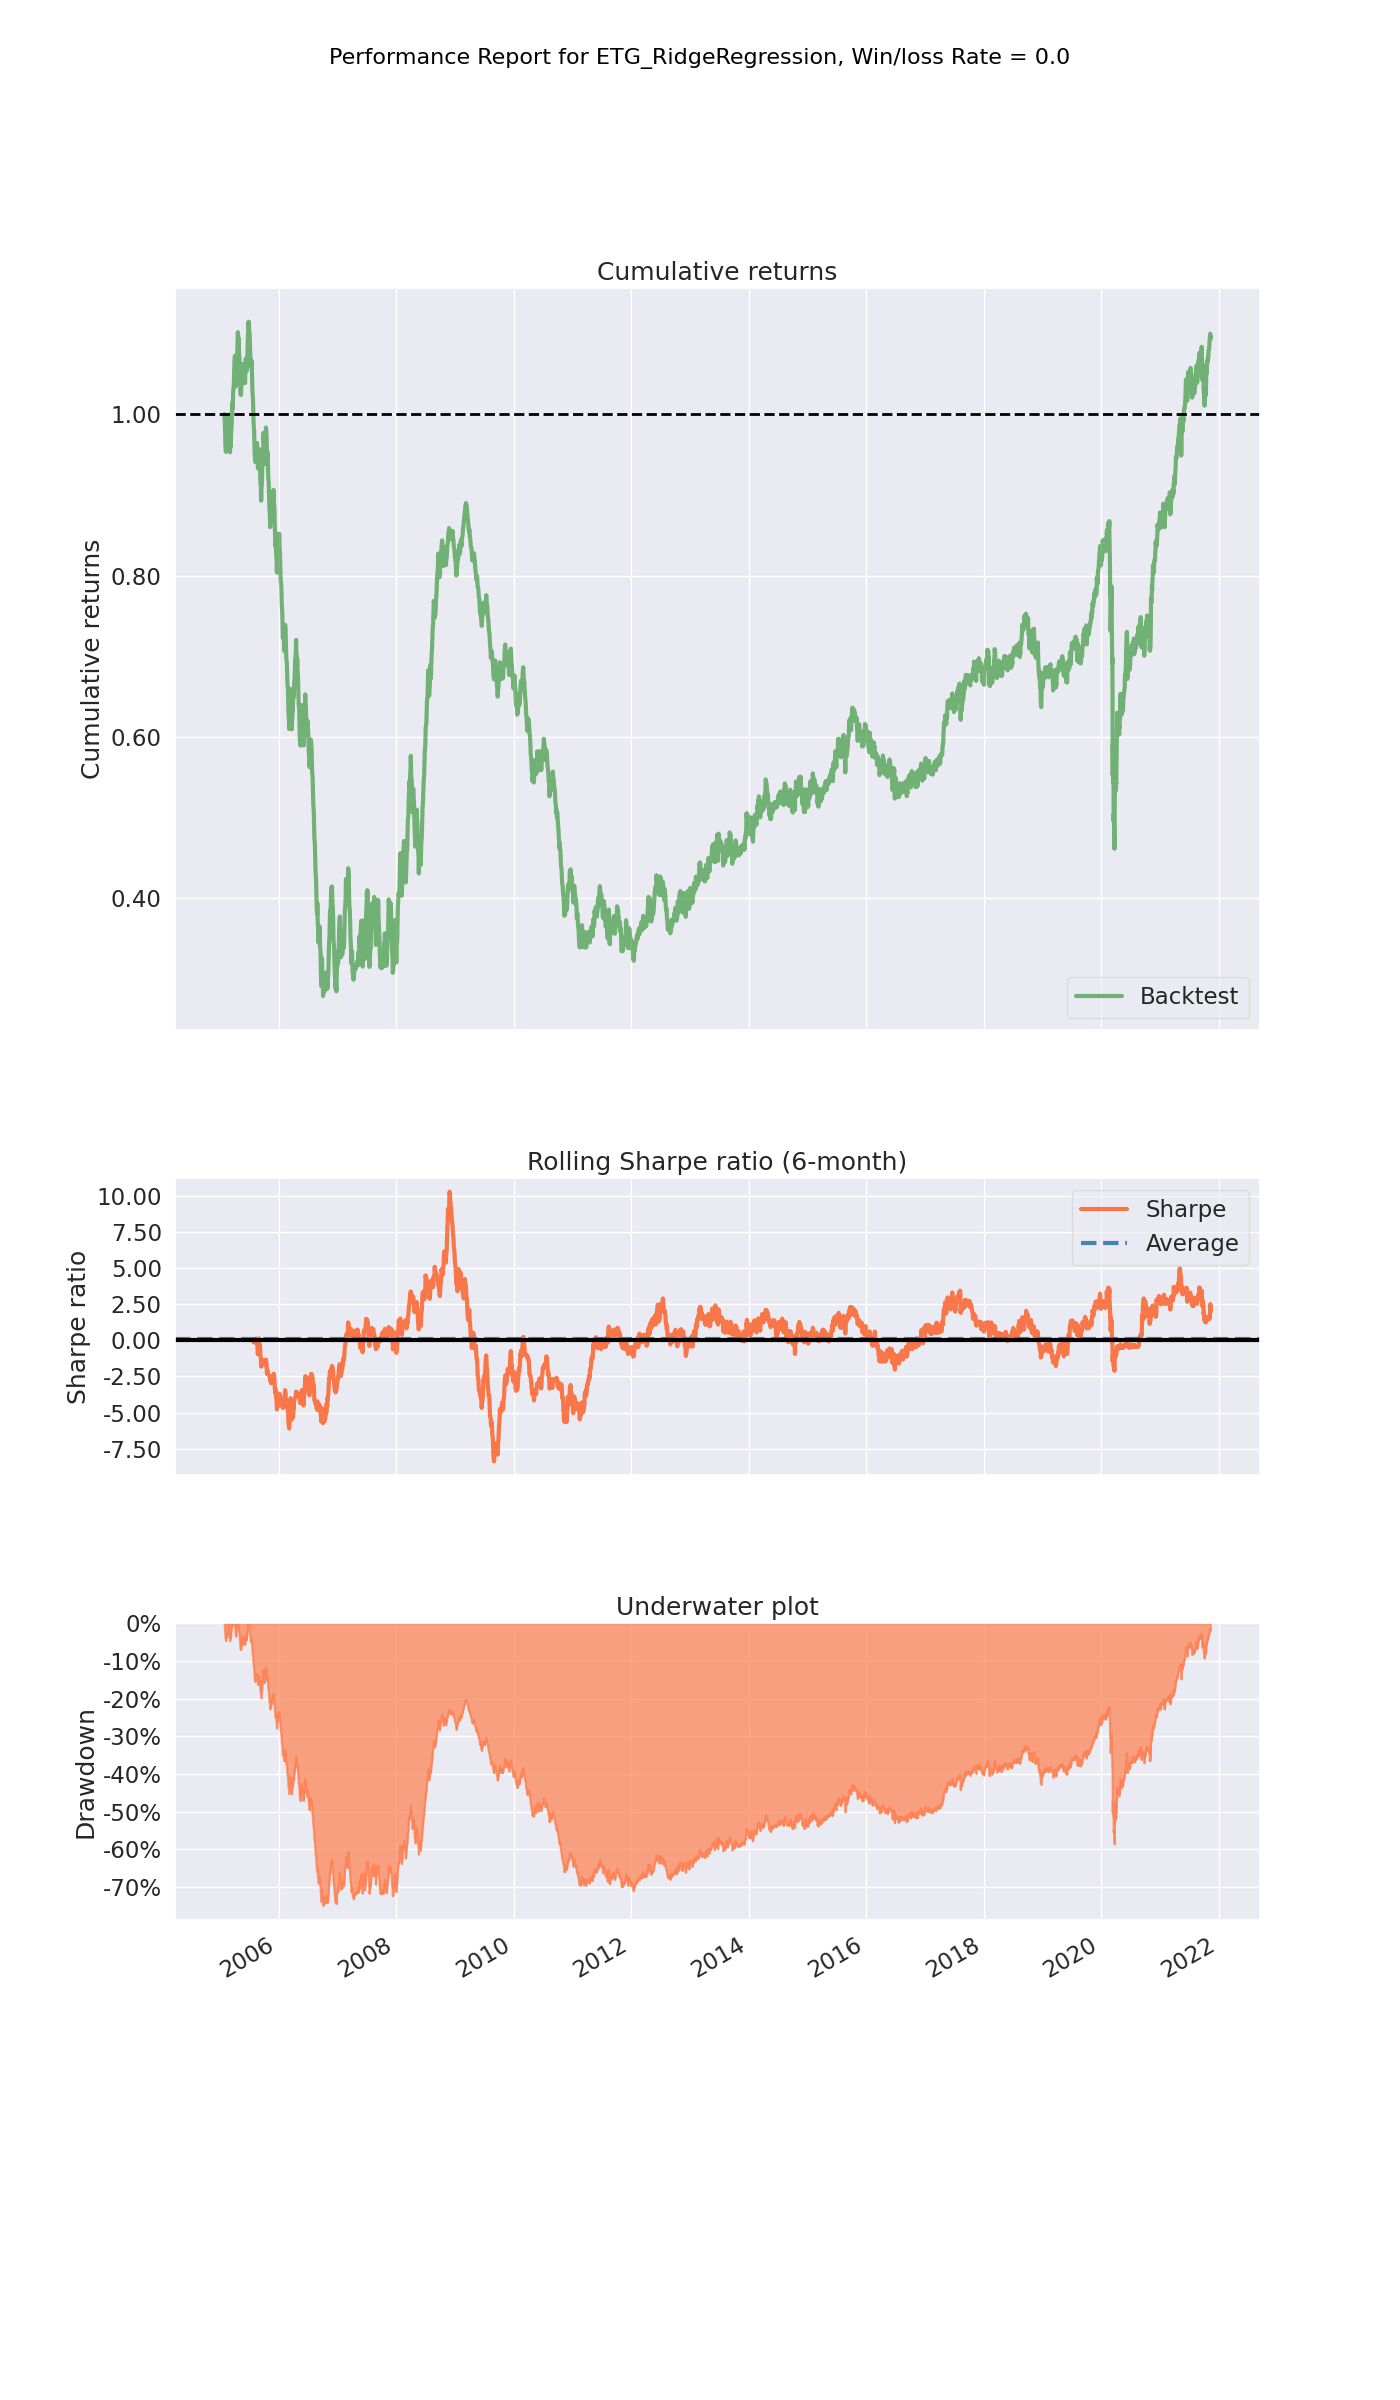 Performance Report for ETG_RidgeRegression, Win/loss Rate = 0.0
Cumulative returns
Cumulative returns
1.00
0.80
0.60
0.40
Backtest
Rolling Sharpe ratio (6-month)
Sharpe ratio
10.00
7.50
5.00
2.50
0.00
-2.50
-5.00
-7.50
Sharpe
Average
Underwater plot
Drawdown
0%
-10%
-20%
-30%
-40%
-50%
-60%
-70%
2006
2008
2010
2012
2014
2016
2018
2020
2022